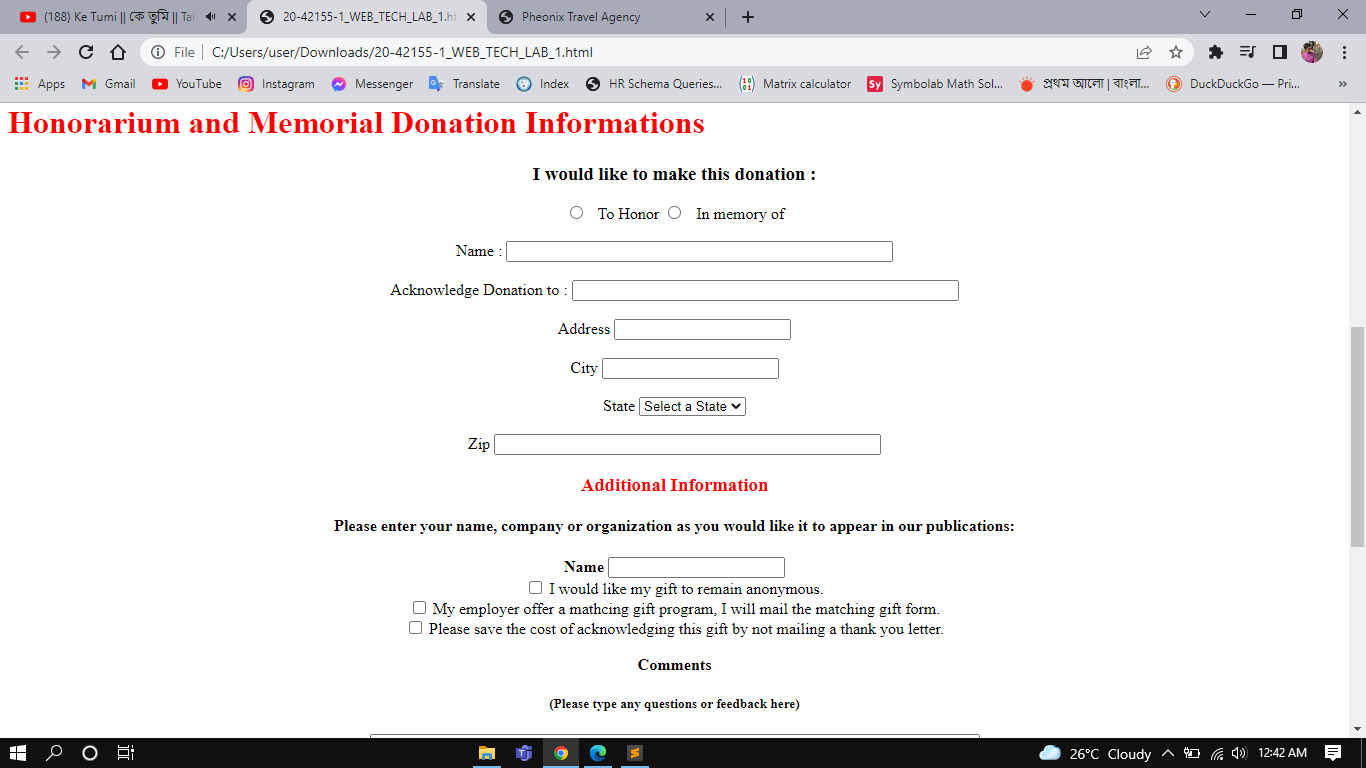 (188) Ke Tumi || কে তুমি || Tah
20-42155-1_WEB_TECH_LAB_1.ht
Pheonix Travel Agency
File
C:/Users/user/Downloads/20-42155-1_WEB_TECH_LAB_1.html
Apps Gmail YouTube Instagram Messenger Translate Index HR Schema Queries... Matrix calculator Sy Symbolab Math Sol... প্রথম আলো | বাংলা... DuckDuckGo — Pri... »
Honorarium and Memorial Donation Informations
I would like to make this donation :
To Honor In memory of
Name :
Acknowledge Donation to :
Address
City
State Select a State
Zip
Additional Information
Please enter your name, company or organization as you would like it to appear in our publications:
Name
I would like my gift to remain anonymous.
My employer offer a mathcing gift program, I will mail the matching gift form.
Please save the cost of acknowledging this gift by not mailing a thank you letter.
Comments
(Please type any questions or feedback here)
26°C Cloudy 12:42 AM